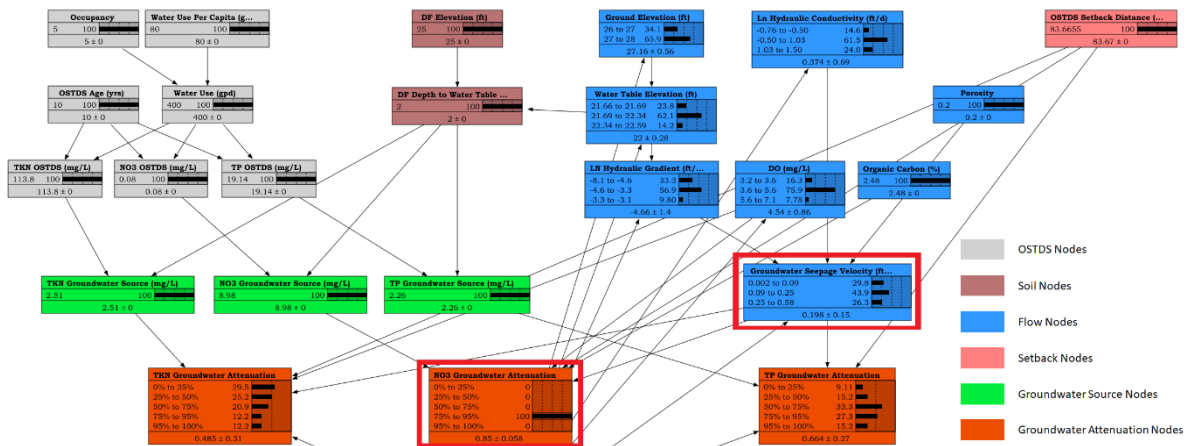 Occupancy
5 100
5 ± 0
Water Use Per Capita (g...
80 100
80 ± 0
DF Elevation (ft)
25 100
25 ± 0
Ground Elevation (ft)
26 to 27 34.1
27 to 28 65.9
27.16 ± 0.56
Ln Hydraulic Conductivity (ft/d)
-0.76 to -0.50 14.6
-0.50 to 1.03 61.5
1.03 to 1.50 24.0
0.374 ± 0.69
OSTDS Setback Distance (...
83.6655 100
83.67 ± 0
OSTDS Age (yrs)
10 100
10 ± 0
Water Use (gpd)
400 100
400 ± 0
DF Depth to Water Table ...
2 100
2 ± 0
Water Table Elevation (ft)
21.66 to 21.69 23.8
21.69 to 22.34 62.1
22.34 to 22.59 14.2
22 ± 0.28
Porosity
0.2 100
0.2 ± 0
TKN OSTDS (mg/L)
113.8 100
113.8 ± 0
NO3 OSTDS (mg/L)
0.08 100
0.08 ± 0
TP OSTDS (mg/L)
19.14 100
19.14 ± 0
LN Hydraulic Gradient (ft/...
-8.1 to -4.6 33.3
-4.6 to -3.3 56.9
-3.3 to -3.1 9.80
-4.66 ± 1.4
DO (mg/L)
3.2 to 3.6 16.3
3.6 to 5.6 75.9
5.6 to 7.1 7.78
4.54 ± 0.86
Organic Carbon (%)
2.48 100
2.48 ± 0
TKN Groundwater Source (mg/L)
2.51 100
2.51 ± 0
NO3 Groundwater Source (mg/L)
8.98 100
8.98 ± 0
TP Groundwater Source (mg/L)
2.26 100
2.26 ± 0
Groundwater Seepage Velocity (ft...
0.002 to 0.09 29.8
0.09 to 0.25 43.9
0.25 to 0.58 26.3
0.198 ± 0.15
TKN Groundwater Attenuation
0% to 25% 29.5
25% to 50% 25.2
50% to 75% 20.9
75% to 95% 12.2
95% to 100% 12.2
0.485 ± 0.31
NO3 Groundwater Attenuation
0% to 25% 0
25% to 50% 0
50% to 75% 0
75% to 95% 100
95% to 100% 0
0.85 ± 0.058
TP Groundwater Attenuation
0% to 25% 9.11
25% to 50% 15.2
50% to 75% 33.3
75% to 95% 27.3
95% to 100% 15.2
0.664 ± 0.27
OSTDS Nodes
Soil Nodes
Flow Nodes
Setback Nodes
Groundwater Source Nodes
Groundwater Attenuation Nodes